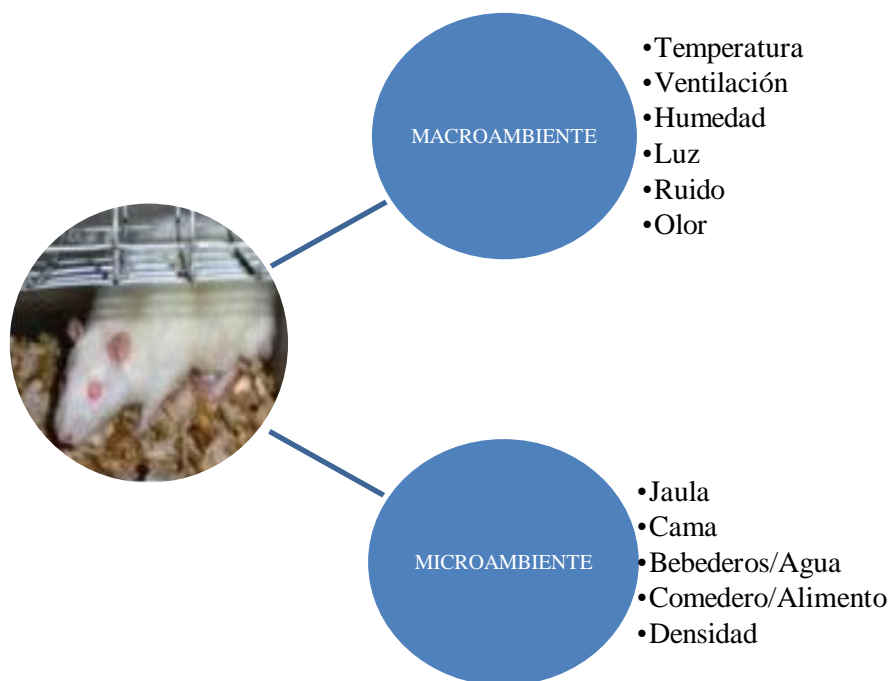 MACROAMBIENTE
•Temperatura
•Ventilación
•Humedad
•Luz
•Ruido
•Olor
MICROAMBIENTE
•Jaula
•Cama
•Bebederos/Agua
•Comedero/Alimento
•Densidad